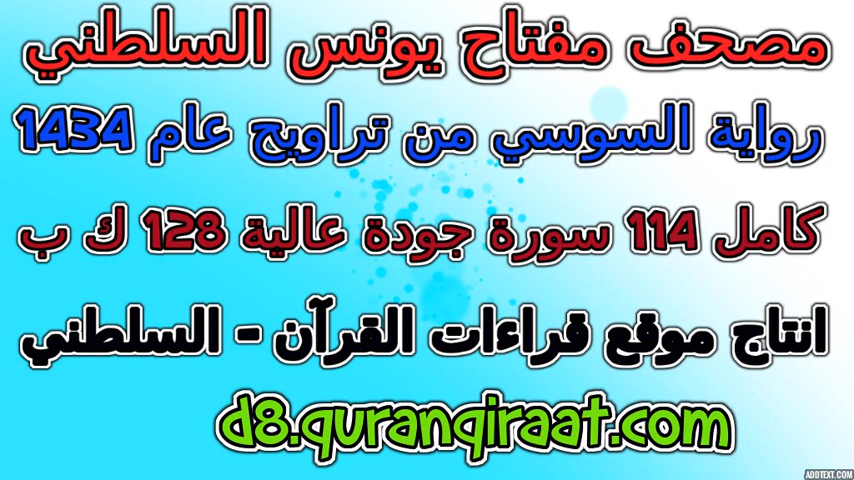 مصحف مفتاح يونس السلطني
رواية السوسي من تراويح عام 1434
كامل 114 سورة جودة عالية 128 ك ب
انتاج موقع قراءات القرآن - السلطني
d8.quranqiraat.com
ADDTEXT.COM